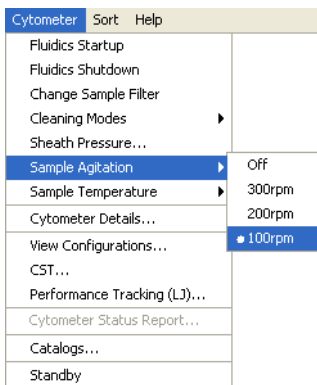 Cytometer Sort Help
Fluidics Startup
Fluidics Shutdown
Change Sample Filter
Cleaning Modes
Sheath Pressure...
Sample Agitation
Sample Temperature
Cytometer Details...
View Configurations...
CST...
Performance Tracking (LJ)...
Cytometer Status Report...
Catalogs...
Standby
Off
300rpm
200rpm
100rpm